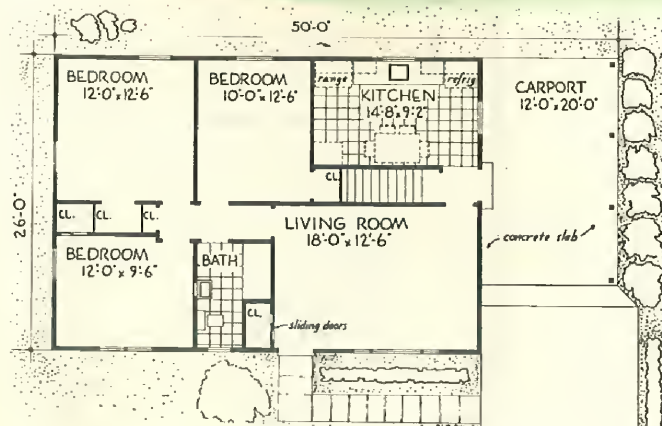 50'-0"
BEDROOM
12'-0" x 12'-6"
BEDROOM
10'-0" x 12'-6"
range
refrig
KITCHEN
14'-8" x 9'-2"
CARPORT
12'-0" x 20'-0"
26'-0"
CL.
CL.
CL.
CL.
LIVING ROOM
18'-0" x 12'-6"
concrete slab
BEDROOM
12'-0" x 9'-6"
BATH
CL.
sliding doors